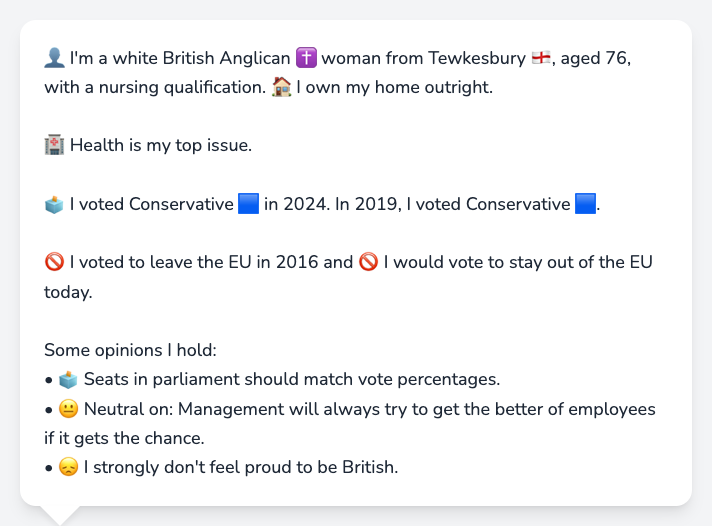 👤 I'm a white British Anglican ✝️ woman from Tewkesbury 🏴󠁧󠁢󠁥󠁮󠁧󠁿, aged 76,
with a nursing qualification. 🏠 I own my home outright.
🏥 Health is my top issue.
🗳️ I voted Conservative 🟦 in 2024. In 2019, I voted Conservative 🟦.
🚫 I voted to leave the EU in 2016 and 🚫 I would vote to stay out of the EU
today.
Some opinions I hold:
• 🗳️ Seats in parliament should match vote percentages.
• 😐 Neutral on: Management will always try to get the better of employees
if it gets the chance.
• 😞 I strongly don't feel proud to be British.